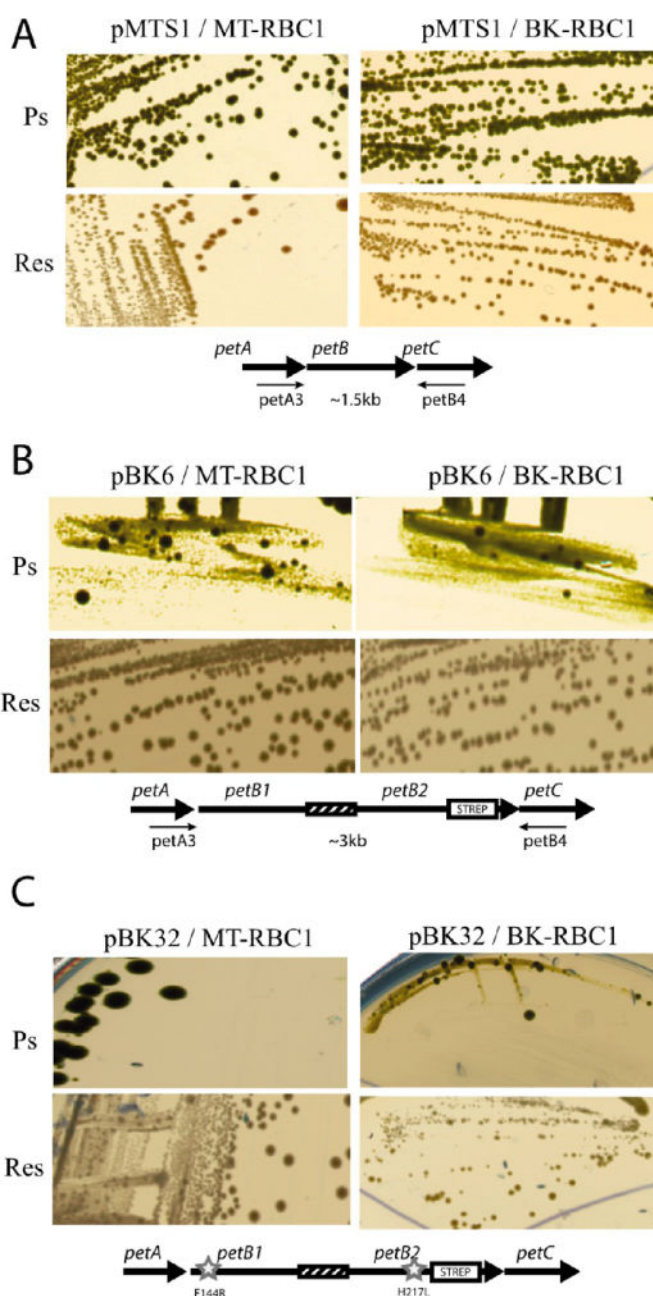 A
pMTS1 / MT-RBC1 pMTS1 / BK-RBC1
Ps
Res
petA petB petC
petA3 ~1.5kb petB4
B
pBK6 / MT-RBC1 pBK6 / BK-RBC1
Ps
Res
petA petB1 petB2 STREP petC
petA3 ~3kb petB4
C
pBK32 / MT-RBC1 pBK32 / BK-RBC1
Ps
Res
petA petB1 petB2 STREP petC
F144R H217L